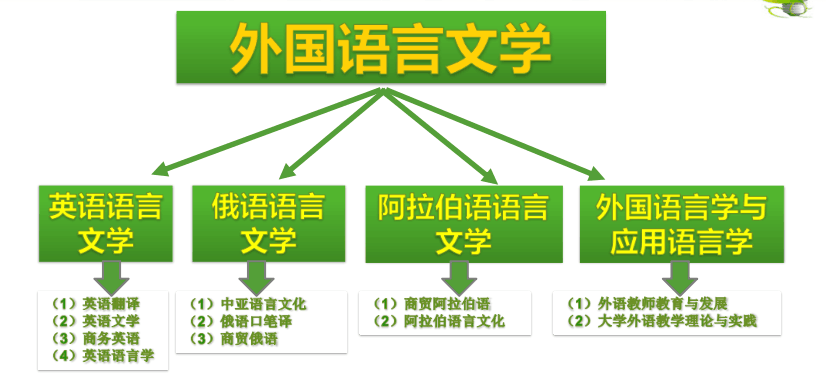 外国语言文学
英语语言
文学
俄语语言
文学
阿拉伯语语言
文学
外国语言学与
应用语言学
（1）英语翻译
（2）英语文学
（3）商务英语
（4）英语语言学
（1）中亚语言文化
（2）俄语口笔译
（3）商贸俄语
（1）商贸阿拉伯语
（2）阿拉伯语言文化
（1）外语教师教育与发展
（2）大学外语教学理论与实践